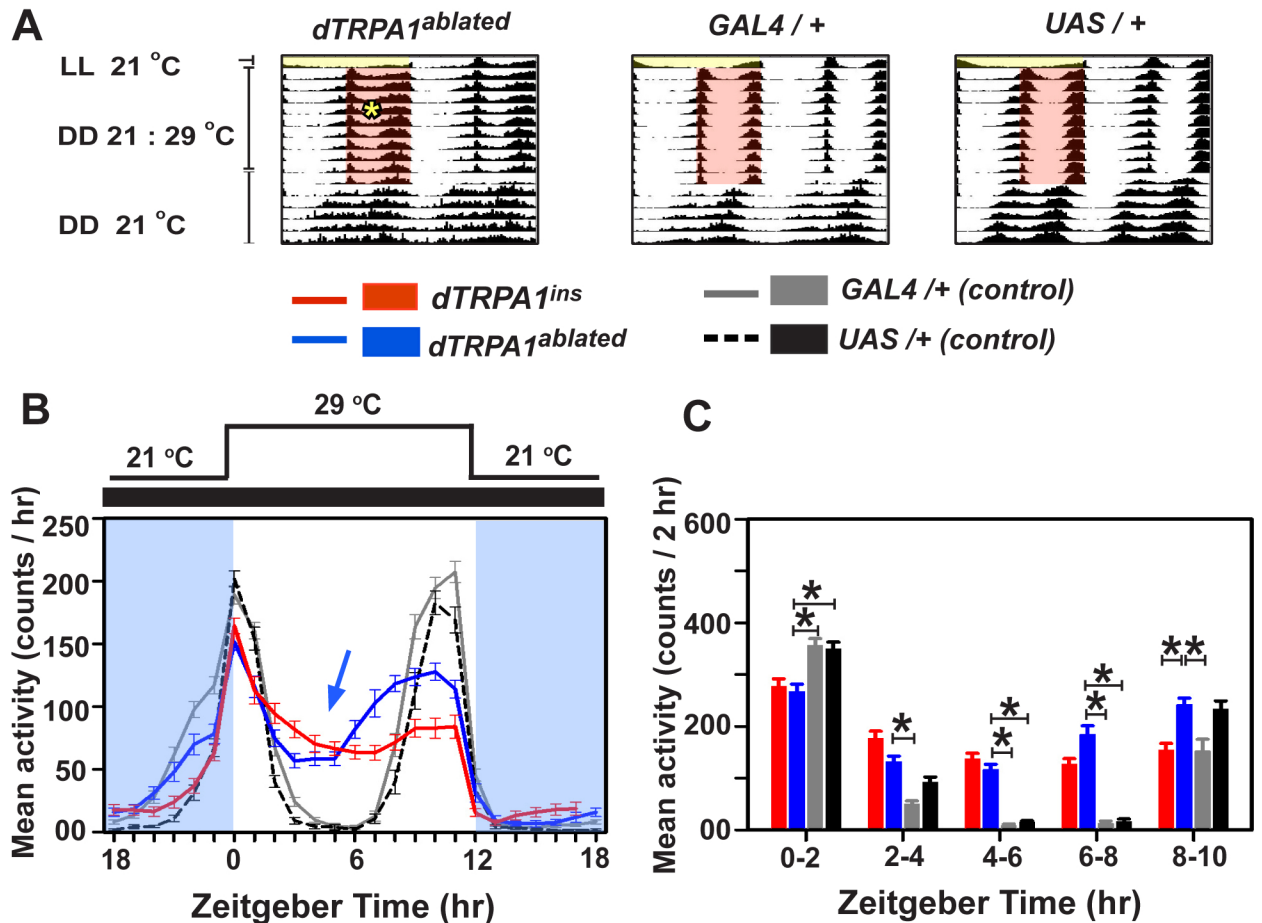 A
dTRPA1ablated
GAL4 / +
UAS / +
LL 21 °C
DD 21 : 29 °C
*
DD 21 °C
dTRPA1ins
GAL4 /+ (control)
dTRPA1ablated
UAS /+ (control)
B
29 °C
21 °C
21 °C
Mean activity (counts / hr)
250
200
150
100
50
00
18
0
6
12
18
Zeitgeber Time (hr)
C
Mean activity (counts / 2 hr)
600
400
200
00
*
*
*
*
*
*
*
* *
0-2
2-4
4-6
6-8
8-10
Zeitgeber Time (hr)